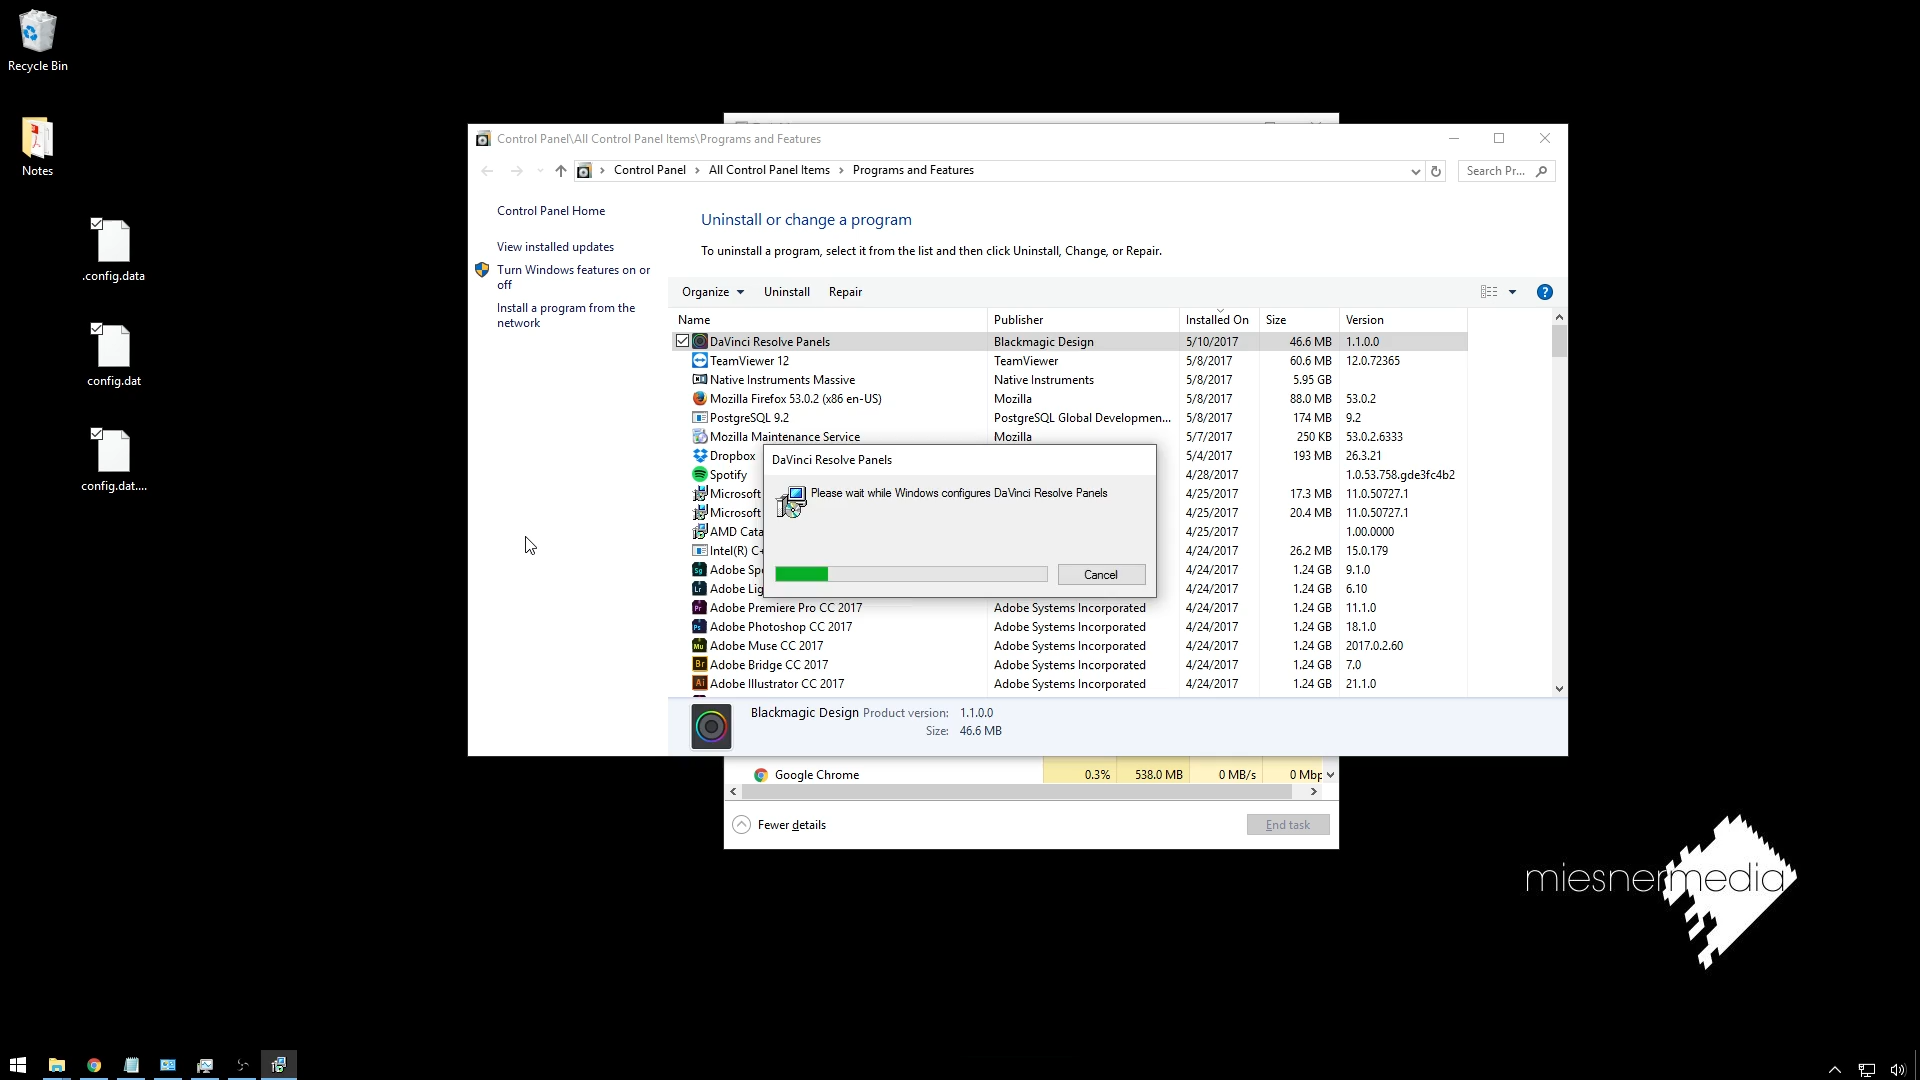 Recycle Bin
Notes
.config.data
config.dat
config.dat....
Control Panel\All Control Panel Items\Programs and Features
Control Panel
All Control Panel Items
Programs and Features
Search Pr...
Control Panel Home
View installed updates
Turn Windows features on or
off
Install a program from the
network
Uninstall or change a program
To uninstall a program, select it from the list and then click Uninstall, Change, or Repair.
Organize
Uninstall
Repair
Name Publisher Installed On Size Version
DaVinci Resolve Panels Blackmagic Design 5/10/2017 46.6 MB 1.1.0.0
TeamViewer 12 TeamViewer 5/8/2017 60.6 MB 12.0.72365
Native Instruments Massive Native Instruments 5/8/2017 5.95 GB
Mozilla Firefox 53.0.2 (x86 en-US) Mozilla 5/8/2017 88.0 MB 53.0.2
PostgreSQL 9.2 PostgreSQL Global Developmen... 5/8/2017 174 MB 9.2
Mozilla Maintenance Service Mozilla 5/7/2017 250 KB 53.0.2.6333
Dropbox 5/4/2017 193 MB 26.3.21
Spotify 4/28/2017 1.0.53.758.gde3fc4b2
Microsoft 4/25/2017 17.3 MB 11.0.50727.1
Microsoft 4/25/2017 20.4 MB 11.0.50727.1
AMD Cata 4/25/2017 1.00.0000
Intel(R) C+ 4/24/2017 26.2 MB 15.0.179
Adobe Sp 4/24/2017 1.24 GB 9.1.0
Adobe Lig 4/24/2017 1.24 GB 6.10
Adobe Premiere Pro CC 2017 Adobe Systems Incorporated 4/24/2017 1.24 GB 11.1.0
Adobe Photoshop CC 2017 Adobe Systems Incorporated 4/24/2017 1.24 GB 18.1.0
Adobe Muse CC 2017 Adobe Systems Incorporated 4/24/2017 1.24 GB 2017.0.2.60
Adobe Bridge CC 2017 Adobe Systems Incorporated 4/24/2017 1.24 GB 7.0
Adobe Illustrator CC 2017 Adobe Systems Incorporated 4/24/2017 1.24 GB 21.1.0
DaVinci Resolve Panels
Please wait while Windows configures DaVinci Resolve Panels
Cancel
Blackmagic Design Product version: 1.1.0.0
Size: 46.6 MB
Google Chrome 0.3% 538.0 MB 0 MB/s 0 Mbp
Fewer details
End task
miesnermedia